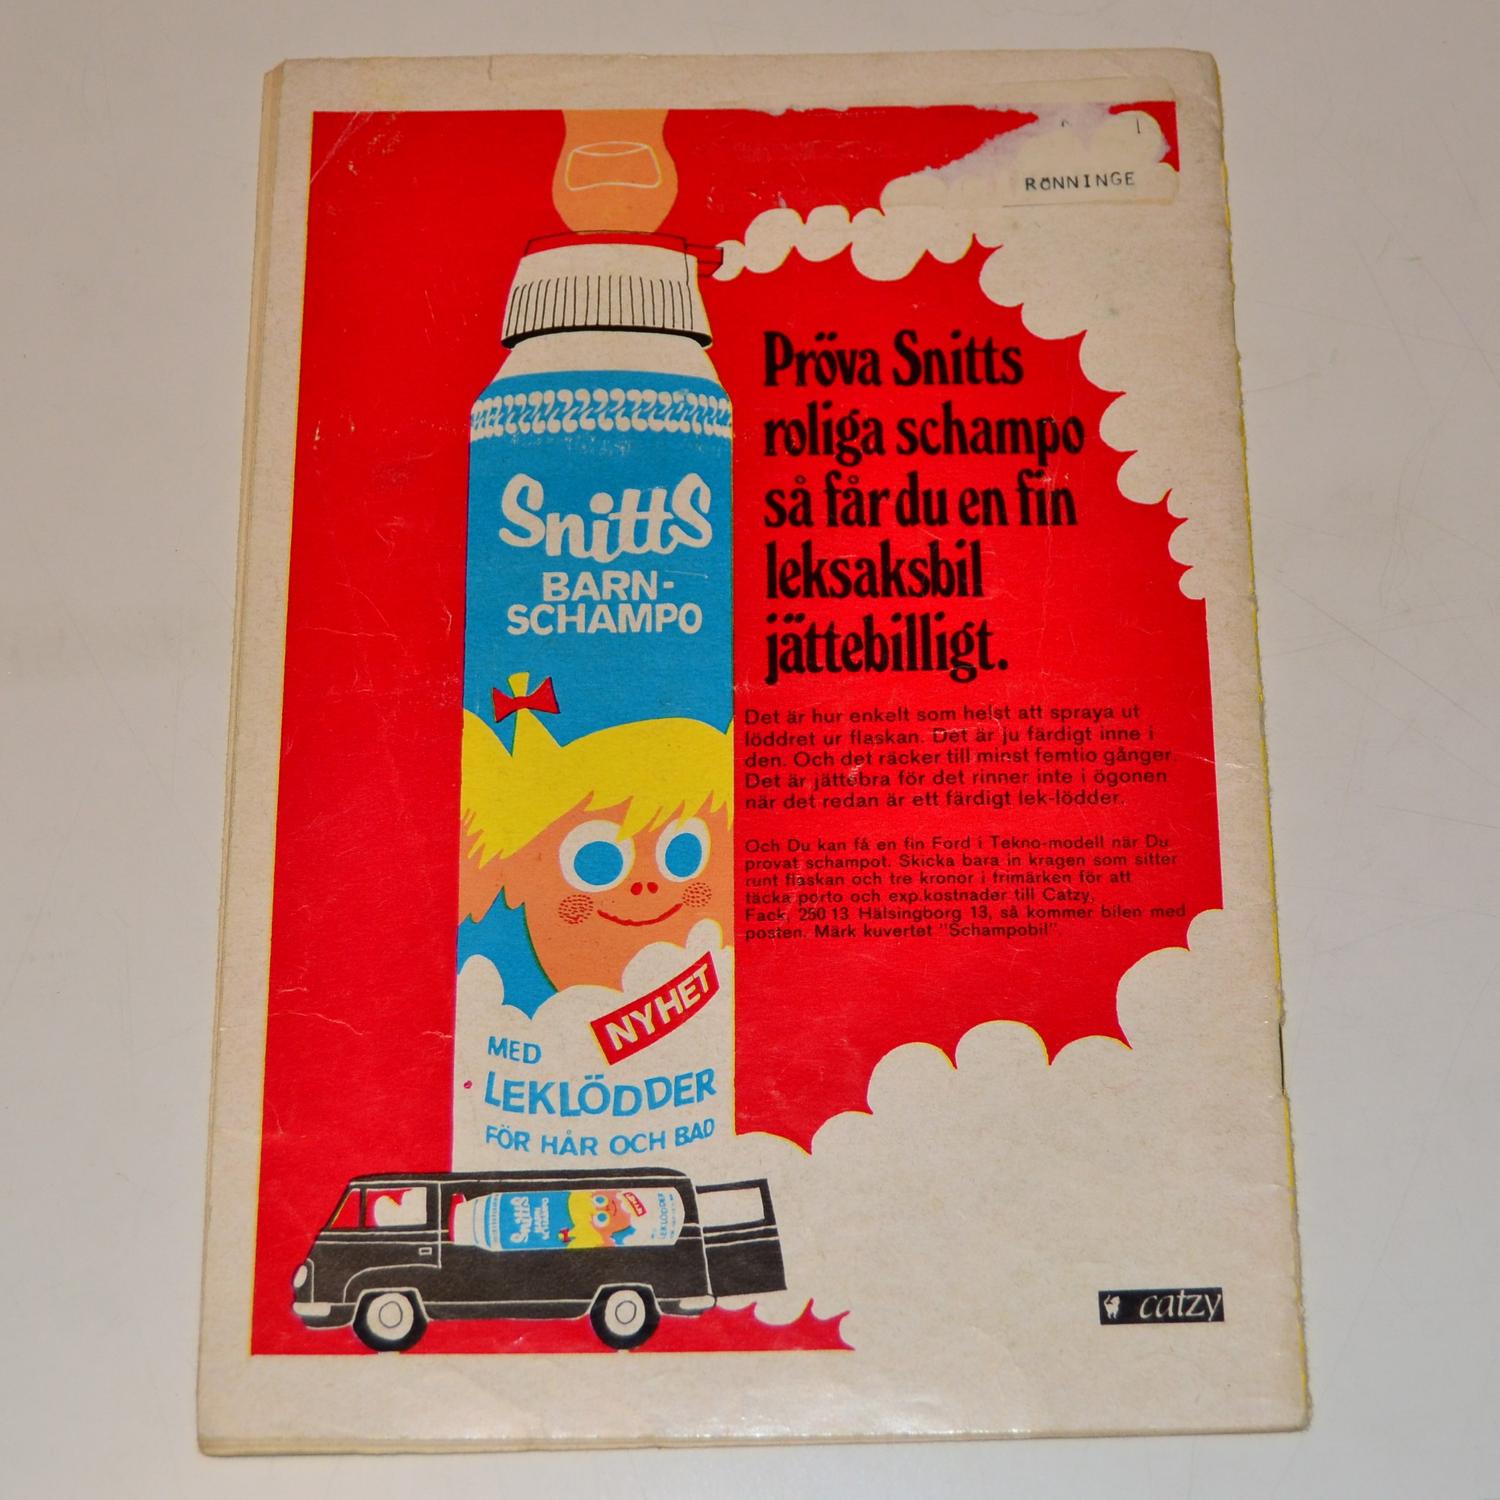 RÖNNINGE
Pröva Snitts
roliga schampo
så får du en fin
leksaksbil
jättebilligt.
Det är hur enkelt som helst att spraya ut
löddret ur flaskan. Det är ju färdigt inne i
den. Och det räcker till minst femtio gånger.
Det är jättebra för det rinner inte i ögonen
när det redan är ett färdigt lek-lödder.
Och Du kan få en fin Ford i Tekno-modell när Du
provat schampot. Skicka bara in kragen som sitter
runt flaskan och tre kronor i frimärken för att
täcka porto och exp.kostnader till Catzy,
Fack, 250 13 Hälsingborg 13, så kommer bilen med
posten. Märk kuvertet "Schampobil".
Snitts
BARN-
SCHAMPO
NYHET
MED
LEKLÖDDER
FÖR HÅR OCH BAD
Snitts
BARN-
SCHAMPO
NYHET
LEKLÖDDER
catzy